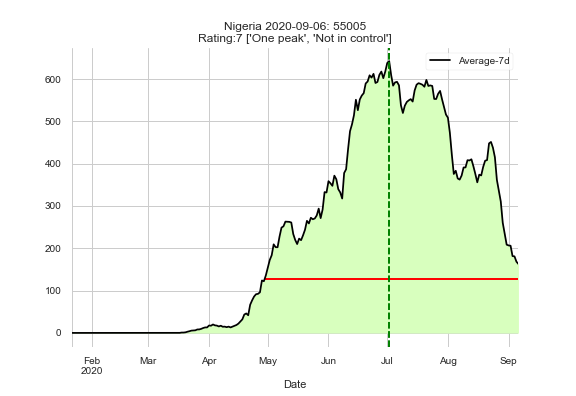 Nigeria 2020-09-06: 55005
Rating:7 ['One peak', 'Not in control']
Average-7d
600
500
400
300
200
100
0
Feb Mar Apr May Jun Jul Aug Sep
2020
Date